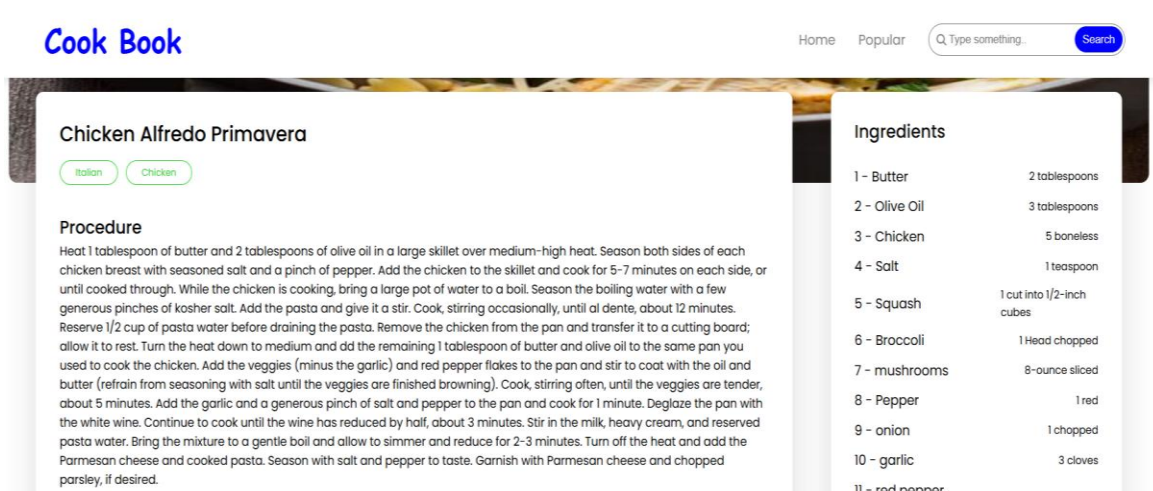 Cook Book
Home Popular Type something.. Search
Chicken Alfredo Primavera
Italian Chicken
Procedure
Heat 1 tablespoon of butter and 2 tablespoons of olive oil in a large skillet over medium-high heat. Season both sides of each
chicken breast with seasoned salt and a pinch of pepper. Add the chicken to the skillet and cook for 5-7 minutes on each side, or
until cooked through. While the chicken is cooking, bring a large pot of water to a boil. Season the boiling water with a few
generous pinches of kosher salt. Add the pasta and give it a stir. Cook, stirring occasionally, until al dente, about 12 minutes.
Reserve 1/2 cup of pasta water before draining the pasta. Remove the chicken from the pan and transfer it to a cutting board;
allow it to rest. Turn the heat down to medium and dd the remaining 1 tablespoon of butter and olive oil to the same pan you
used to cook the chicken. Add the veggies (minus the garlic) and red pepper flakes to the pan and stir to coat with the oil and
butter (refrain from seasoning with salt until the veggies are finished browning). Cook, stirring often, until the veggies are tender,
about 5 minutes. Add the garlic and a generous pinch of salt and pepper to the pan and cook for 1 minute. Deglaze the pan with
the white wine. Continue to cook until the wine has reduced by half, about 3 minutes. Stir in the milk, heavy cream, and reserved
pasta water. Bring the mixture to a gentle boil and allow to simmer and reduce for 2-3 minutes. Turn off the heat and add the
Parmesan cheese and cooked pasta. Season with salt and pepper to taste. Garnish with Parmesan cheese and chopped
parsley, if desired.
Ingredients
1 - Butter 2 tablespoons
2 - Olive Oil 3 tablespoons
3 - Chicken 5 boneless
4 - Salt 1 teaspoon
5 - Squash 1 cut into 1/2-inch
cubes
6 - Broccoli 1 Head chopped
7 - mushrooms 8-ounce sliced
8 - Pepper 1 red
9 - onion 1 chopped
10 - garlic 3 cloves
11 - red pepper